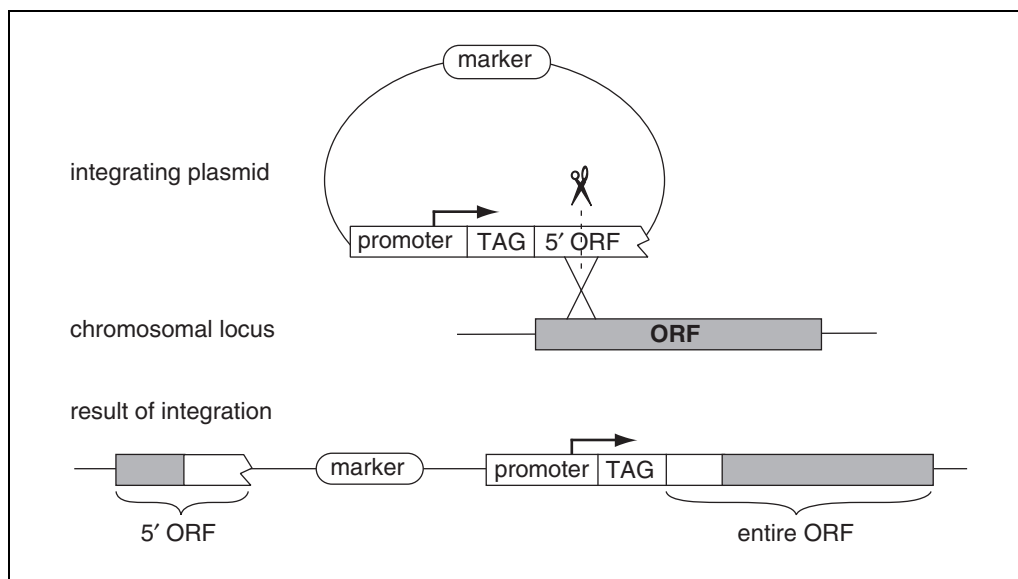 marker
integrating plasmid
promoter TAG 5′ ORF
chromosomal locus ORF
result of integration
marker promoter TAG
5′ ORF entire ORF